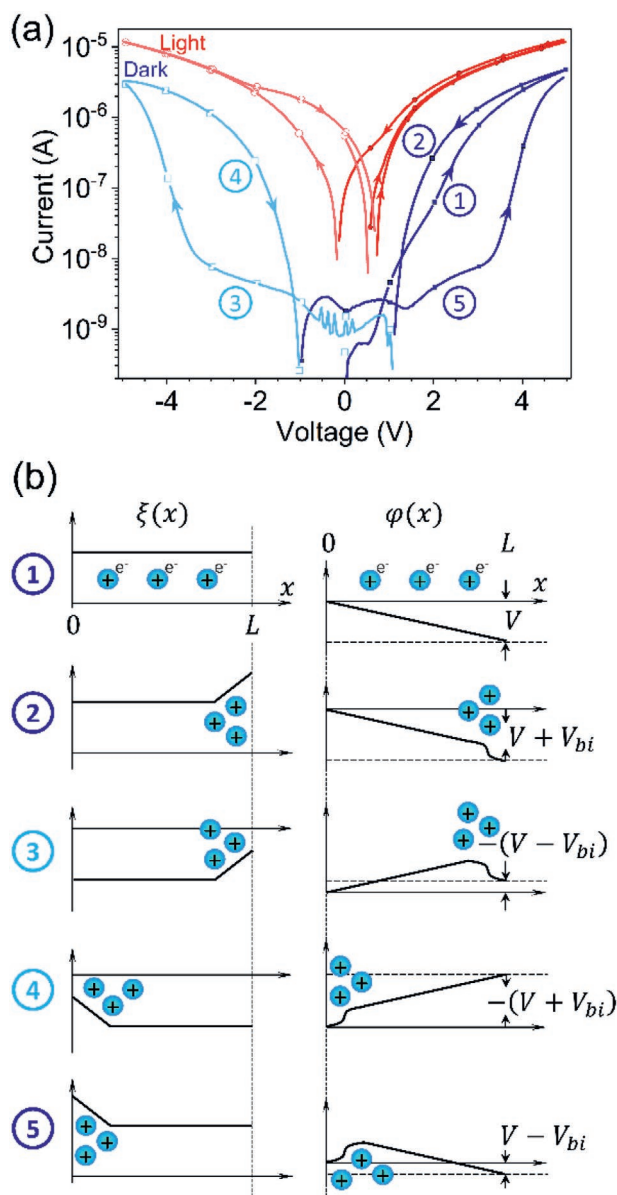 (a)
10⁻⁵
10⁻⁶
10⁻⁷
10⁻⁸
10⁻⁹
Current (A)
Light
Dark
4
3
2
1
5
-4
-2
0
2
4
Voltage (V)
(b)
ξ(x)
φ(x)
1
e⁻ e⁻ e⁻
+ + +
x
0
L
0
L
e⁻ e⁻ e⁻
+ + +
x
V
2
+
+
+
+
+
+
V + V_bi
3
+
+
+
+
+
+
-(V − V_bi)
4
+ +
+
+
+
+
-(V + V_bi)
5
+
+
+
+
+ +
V − V_bi